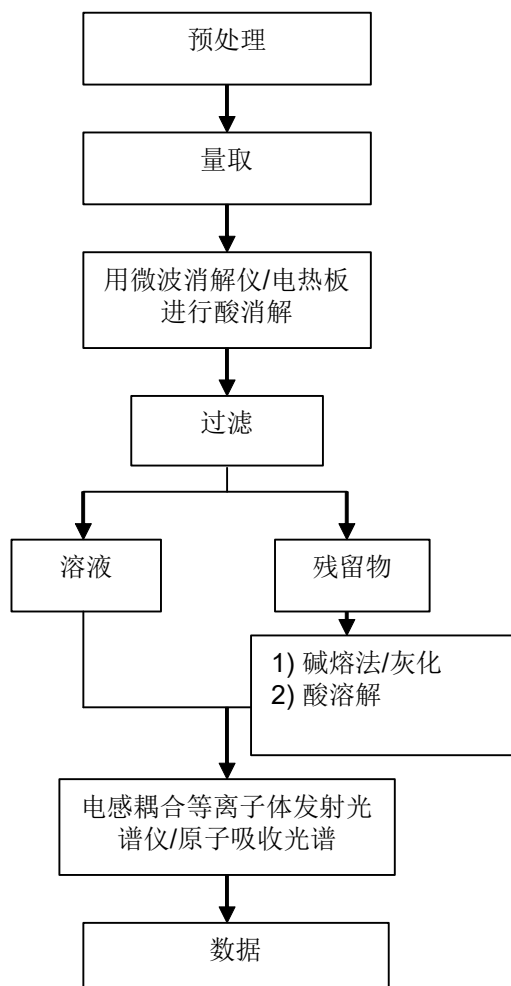 预处理
量取
用微波消解仪/电热板
进行酸消解
过滤
溶液
残留物
1) 碱熔法/灰化
2) 酸溶解
电感耦合等离子体发射光
谱仪/原子吸收光谱
数据